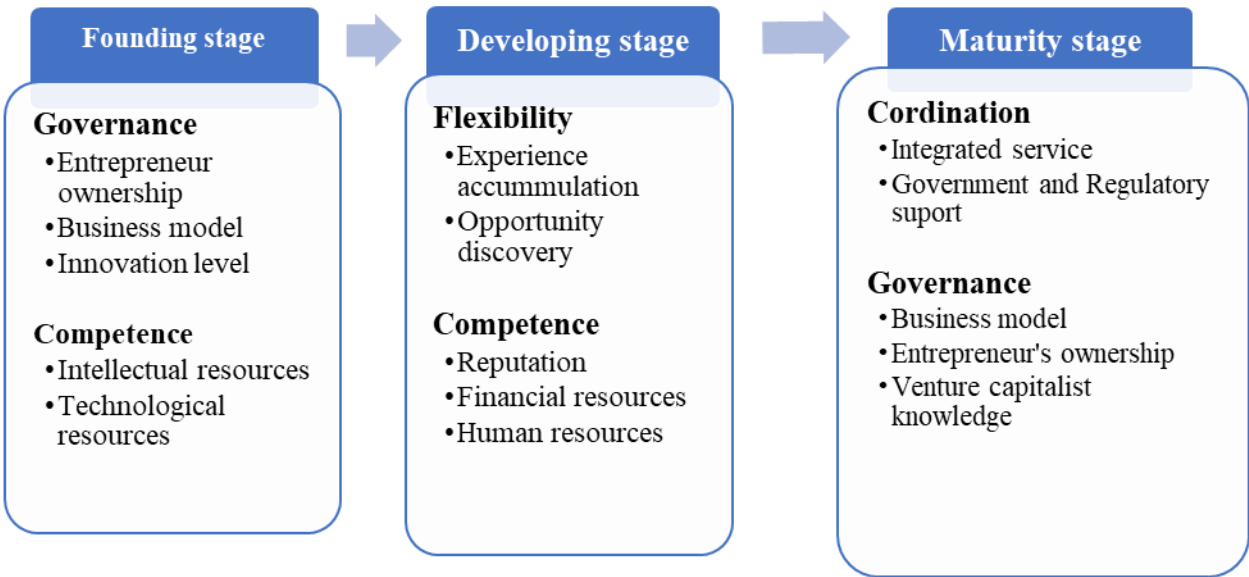 Founding stage
Governance
•Entrepreneur
ownership
•Business model
•Innovation level
Competence
•Intellectual resources
•Technological
resources
Developing stage
Flexibility
•Experience
accummulation
•Opportunity
discovery
Competence
•Reputation
•Financial resources
•Human resources
Maturity stage
Cordination
•Integrated service
•Government and Regulatory
suport
Governance
•Business model
•Entrepreneur's ownership
•Venture capitalist
knowledge